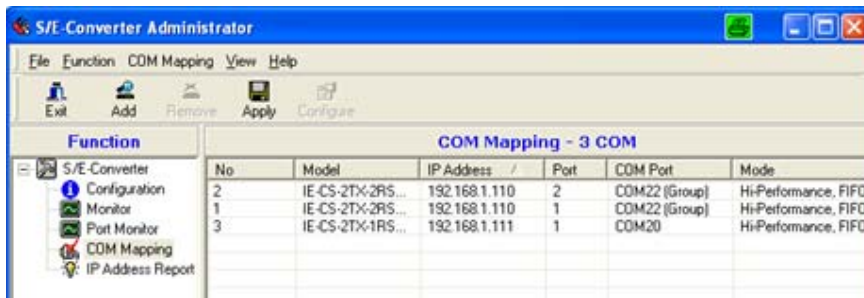 S/E-Converter Administrator
File Function COM Mapping View Help
Exit Add Remove Apply Configure
Function
COM Mapping - 3 COM
S/E-Converter
Configuration
Monitor
Port Monitor
COM Mapping
IP Address Report
No Model IP Address / Port COM Port Mode
2 IE-CS-2TX-2RS... 192.168.1.110 2 COM22 (Group) Hi-Performance, FIFO
1 IE-CS-2TX-2RS... 192.168.1.110 1 COM22 (Group) Hi-Performance, FIFO
3 IE-CS-2TX-1RS... 192.168.1.111 1 COM20 Hi-Performance, FIFO